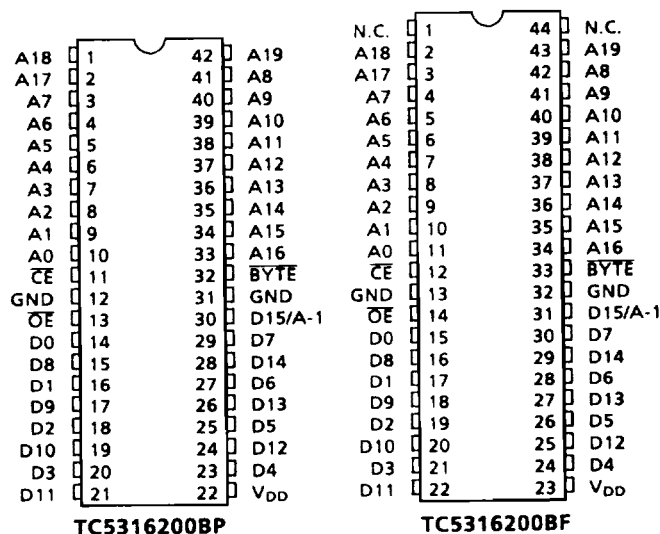 A18 1 42 A19
A17 2 41 A8
A7 3 40 A9
A6 4 39 A10
A5 5 38 A11
A4 6 37 A12
A3 7 36 A13
A2 8 35 A14
A1 9 34 A15
A0 10 33 A16
CE 11 32 BYTE
GND 12 31 GND
OE 13 30 D15/A-1
D0 14 29 D7
D8 15 28 D14
D1 16 27 D6
D9 17 26 D13
D2 18 25 D5
D10 19 24 D12
D3 20 23 D4
D11 21 22 VDD
TC5316200BP
N.C. 1 44 N.C.
A18 2 43 A19
A17 3 42 A8
A7 4 41 A9
A6 5 40 A10
A5 6 39 A11
A4 7 38 A12
A3 8 37 A13
A2 9 36 A14
A1 10 35 A15
A0 11 34 A16
CE 12 33 BYTE
GND 13 32 GND
OE 14 31 D15/A-1
D0 15 30 D7
D8 16 29 D14
D1 17 28 D6
D9 18 27 D13
D2 19 26 D5
D10 20 25 D12
D3 21 24 D4
D11 22 23 VDD
TC5316200BF